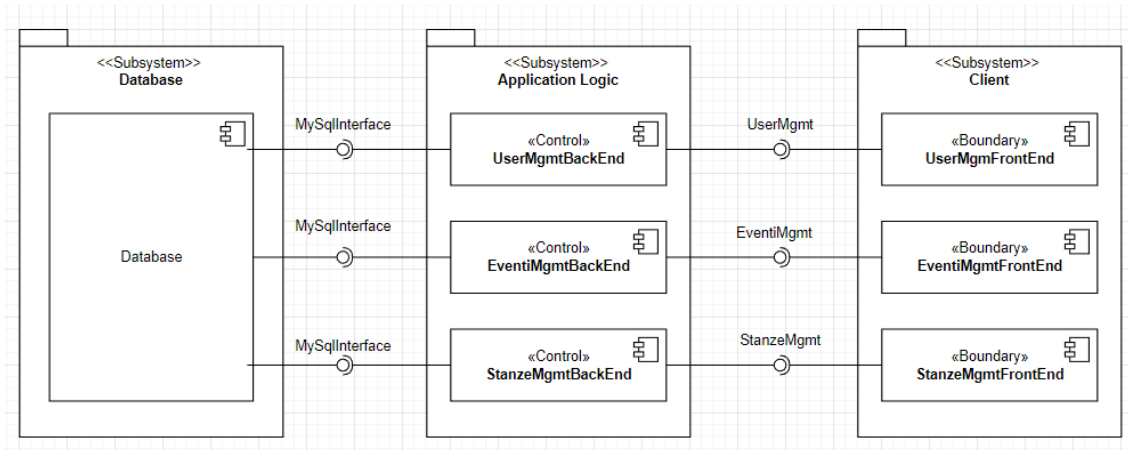 <<Subsystem>>
Database
Database
MySqlInterface
MySqlInterface
MySqlInterface
<<Subsystem>>
Application Logic
«Control»
UserMgmtBackEnd
«Control»
EventiMgmtBackEnd
«Control»
StanzeMgmtBackEnd
UserMgmt
EventiMgmt
StanzeMgmt
<<Subsystem>>
Client
«Boundary»
UserMgmFrontEnd
«Boundary»
EventiMgmtFrontEnd
«Boundary»
StanzeMgmtFrontEnd